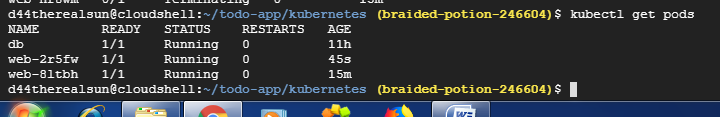 d44therealsun@cloudshell:~/todo-app/kubernetes (braided-potion-246604)$ kubectl get pods
NAME READY STATUS RESTARTS AGE
db 1/1 Running 0 11h
web-2r5fw 1/1 Running 0 45s
web-8ltbh 1/1 Running 0 15m
d44therealsun@cloudshell:~/todo-app/kubernetes (braided-potion-246604)$